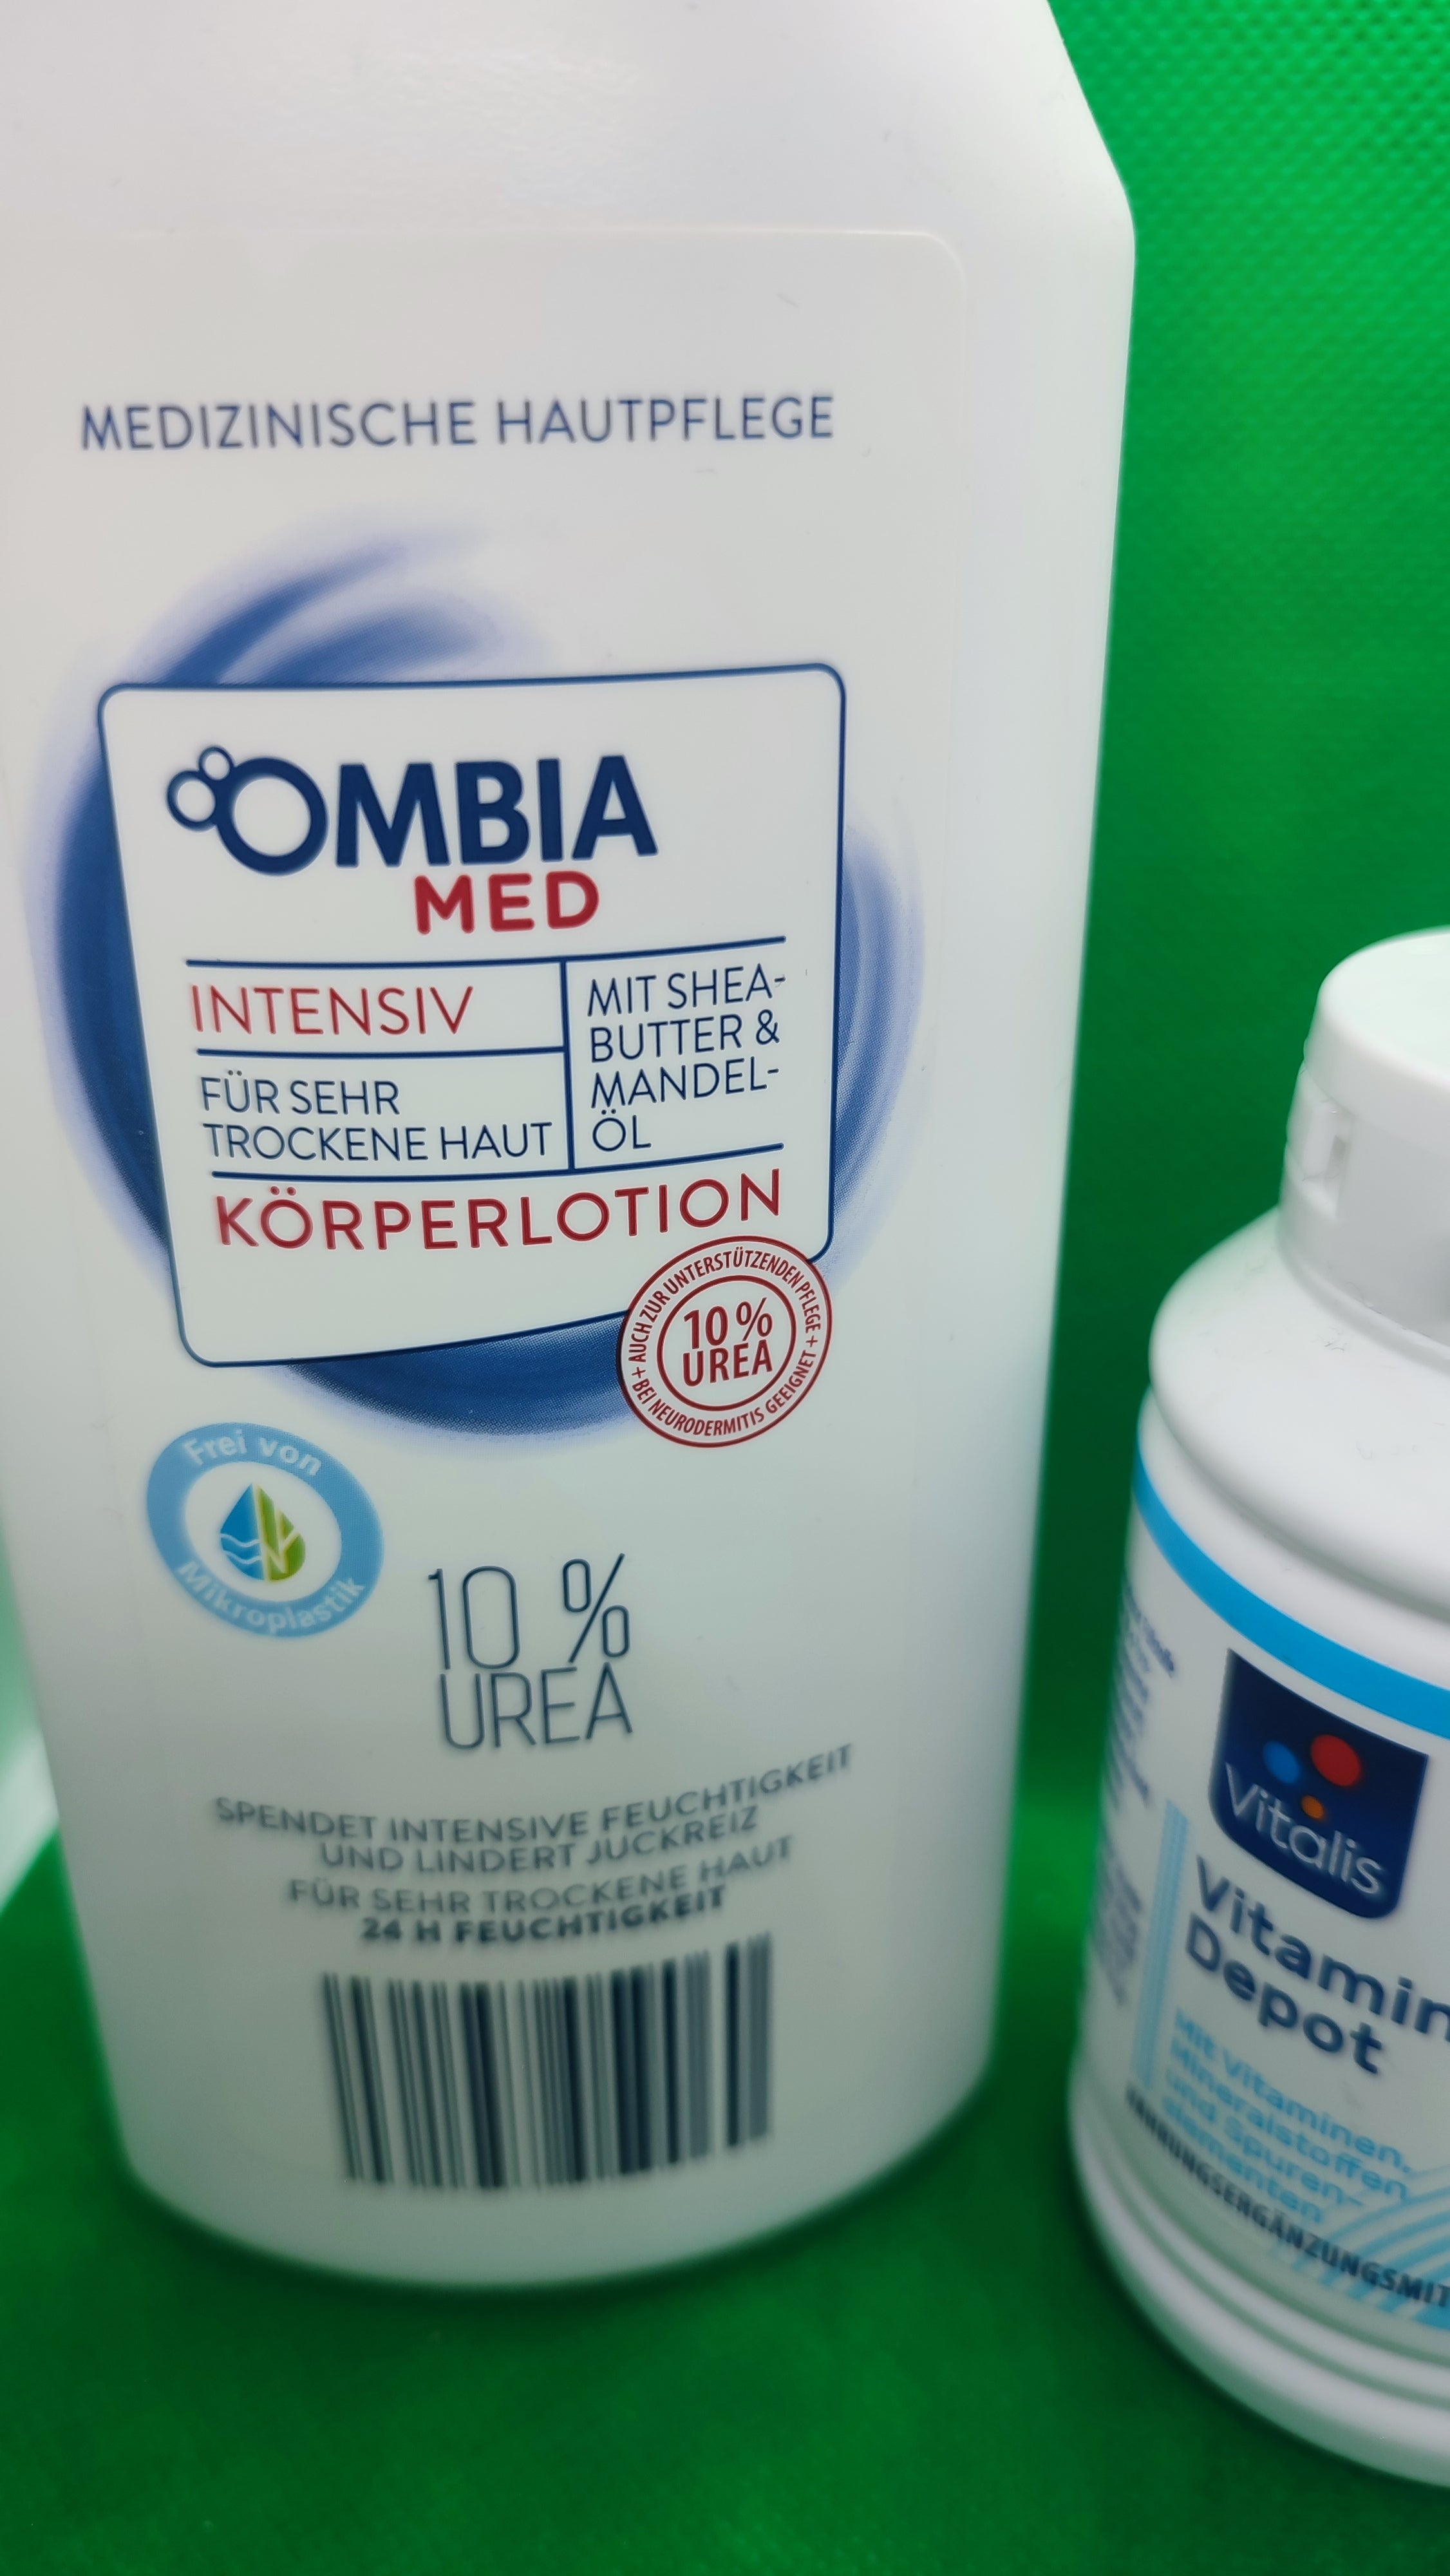 MEDIZINISCHE HAUTPFLEGE
OMBIA
MED
INTENSIV
FÜR SEHR
TROCKENE HAUT
MIT SHEA-
BUTTER &
MANDEL-
ÖL
KÖRPERLOTION
+ AUCH ZUR UNTERSTÜTZENDEN PFLEGE +
BEI NEURODERMITIS GEEIGNET
10 %
UREA
Frei von
Mikroplastik
10 %
UREA
SPENDET INTENSIVE FEUCHTIGKEIT
UND LINDERT JUCKREIZ
FÜR SEHR TROCKENE HAUT
24 H FEUCHTIGKEIT
Vitalis
Vitamin
Depot
Mit Vitaminen,
Mineralstoffen
und Spuren-
elementen
NAHRUNGSERGÄNZUNGSMIT